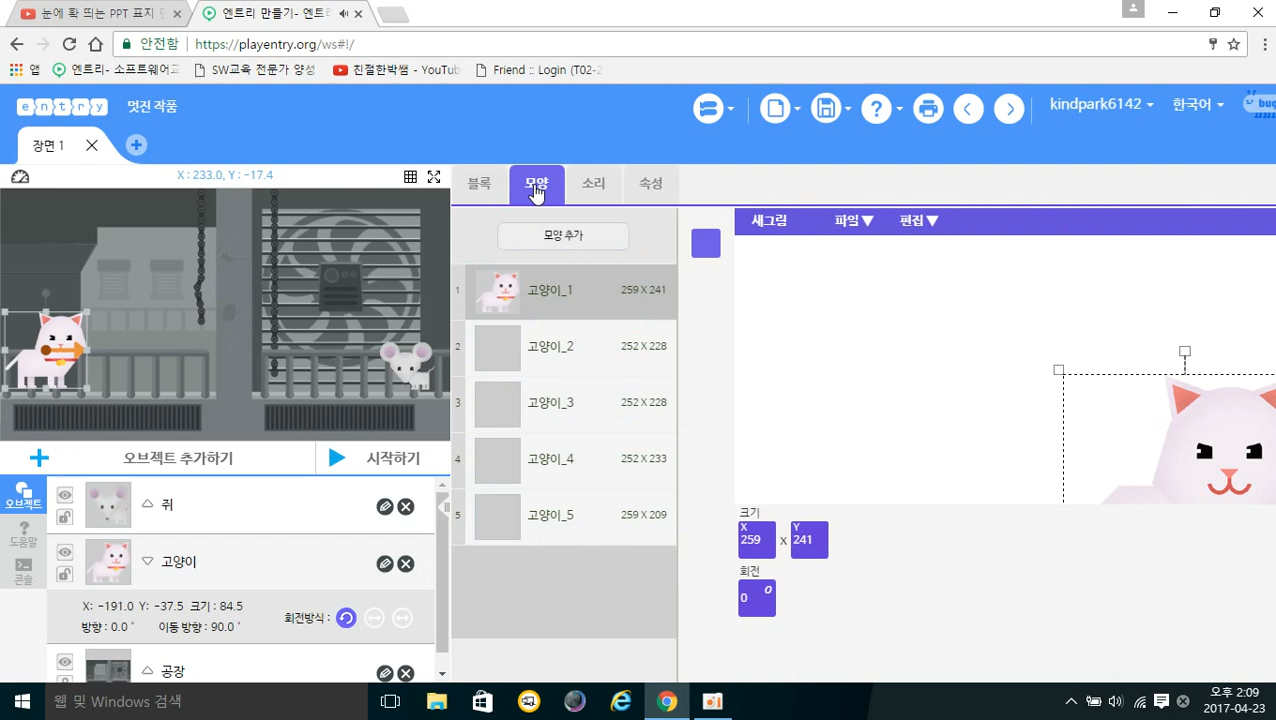 눈에 확 띄는 PPT 표지 만
엔트리 만들기- 엔트리
안전함 https://playentry.org/ws#!/
앱 엔트리- 소프트웨어교 SW교육 전문가 양성 친절한박쌤 - YouTub Friend :: Login (T02-2
entry 멋진 작품
kindpark6142 한국어 bug
장면 1
X : 233.0, Y : -17.4
블록 모양 소리 속성
모양 추가
새그림 파일▼ 편집▼
1 고양이_1 259 X 241
2 고양이_2 252 X 228
3 고양이_3 252 X 228
4 고양이_4 252 X 233
5 고양이_5 259 X 209
오브젝트 추가하기 시작하기
오브젝트
도움말
콘솔
쥐
고양이
X: -191.0 Y: -37.5 크기 : 84.5
방향 : 0.0° 이동 방향 : 90.0°
회전방식 :
공장
크기
X 259 x Y 241
회전
0 o
웹 및 Windows 검색
오후 2:09
2017-04-23